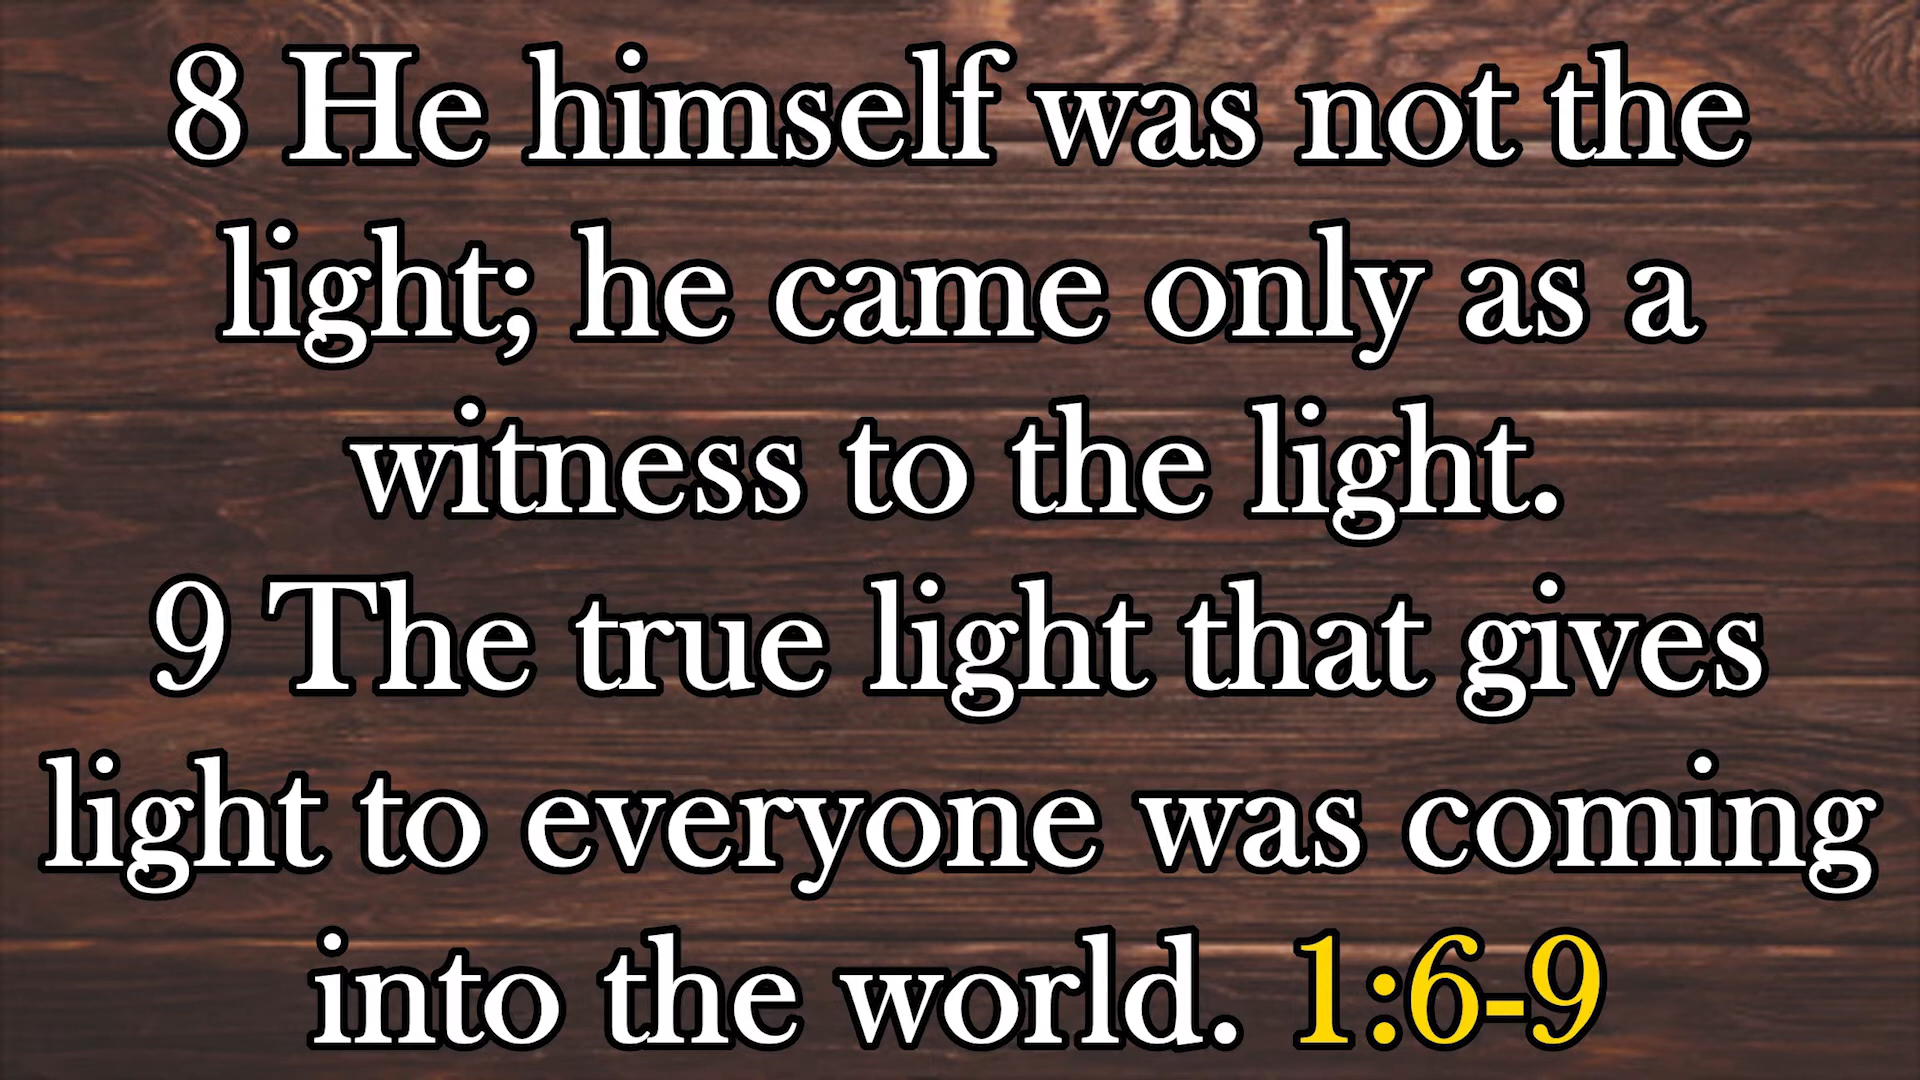 8 He himself was not the
light; he came only as a
witness to the light.
9 The true light that gives
light to everyone was coming
into the world. 1:6-9